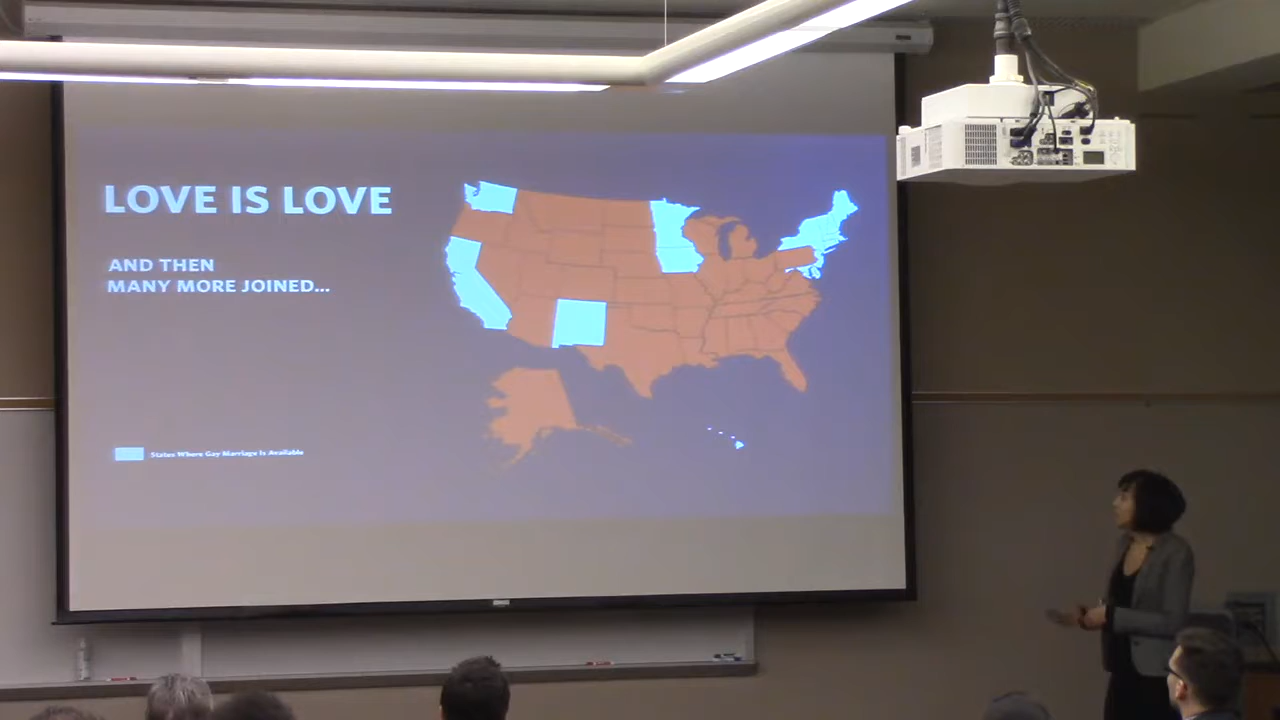 LOVE IS LOVE
AND THEN
MANY MORE JOINED...
States Where Gay Marriage Is Available